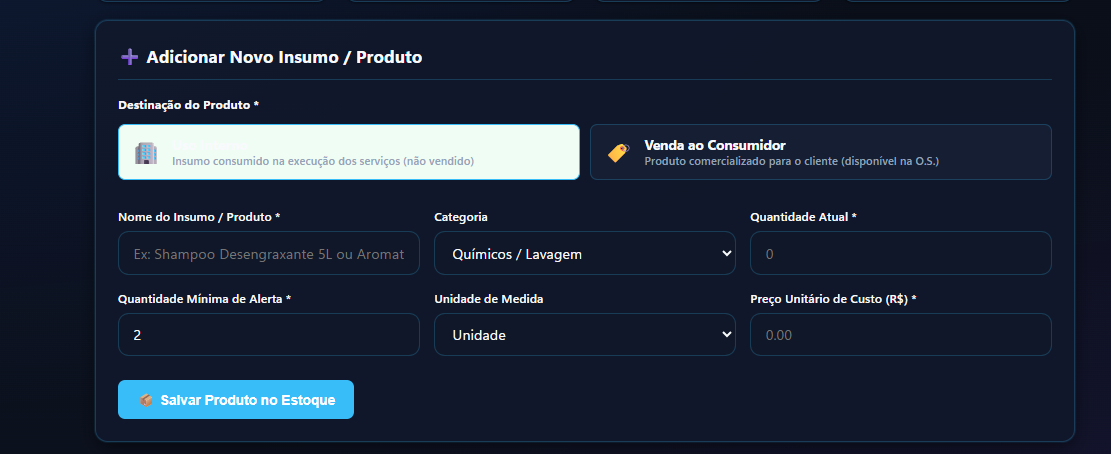 Adicionar Novo Insumo / Produto
Destinação do Produto *
Insumo consumido na execução dos serviços (não vendido)
Venda ao Consumidor
Produto comercializado para o cliente (disponível na O.S.)
Nome do Insumo / Produto *
Categoria
Quantidade Atual *
Ex: Shampoo Desengraxante 5L ou Aromat
Químicos / Lavagem
0
Quantidade Mínima de Alerta *
Unidade de Medida
Preço Unitário de Custo (R$) *
2
Unidade
0.00
Salvar Produto no Estoque